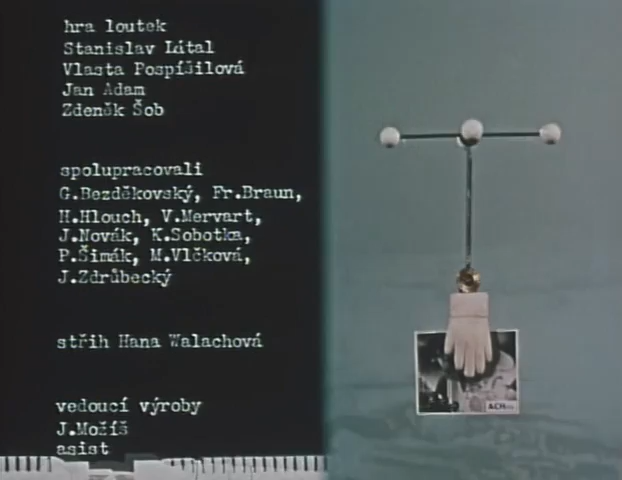 hra loutek
Stanislav Látal
Vlasta Pospíšilová
Jan Adam
Zdeněk Šob
spolupracovali
G.Bezděkovský, Fr.Braun,
H.Hlouch, V.Mervart,
J.Novák, K.Sobotka,
P.Šimák, M.Vlčková,
J.Zdrůbecký
střih Hana Walachová
vedoucí výroby
J.Možíš
asist
ACH